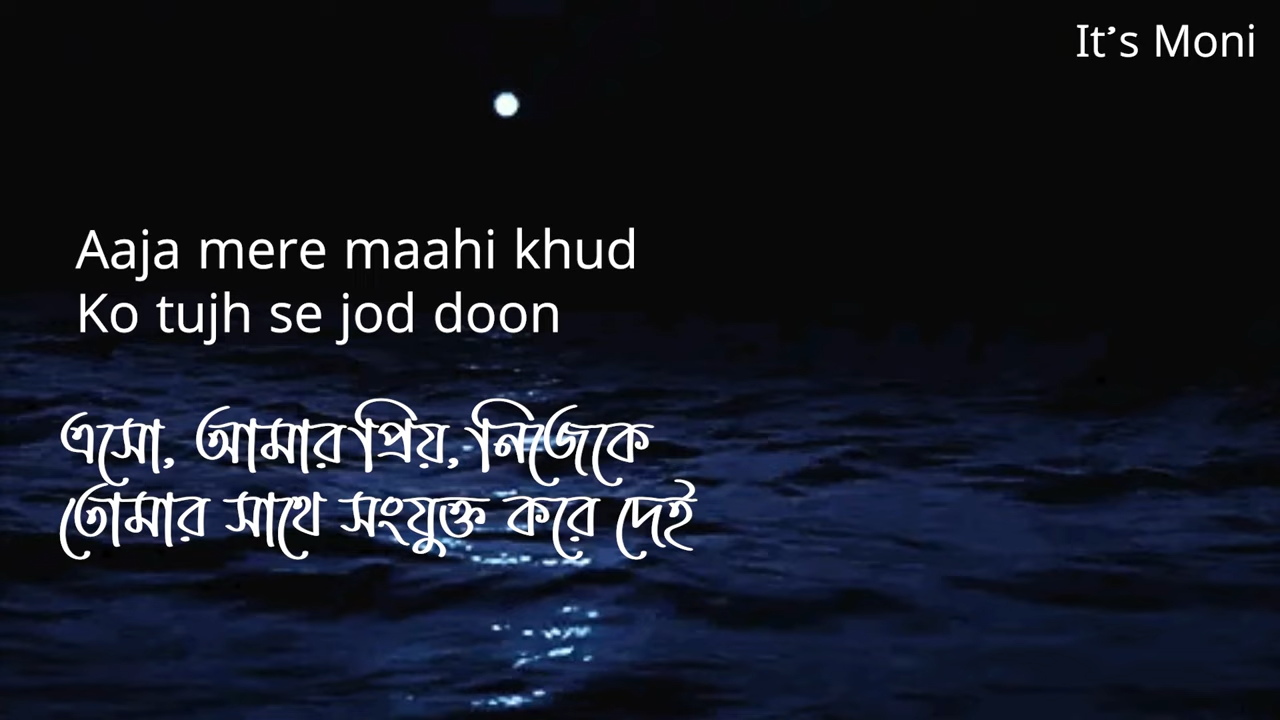 It's Moni
Aaja mere maahi khud
Ko tujh se jod doon
এসো, আমার প্রিয়, নিজেকে
তোমার সাথে সংযুক্ত করে দেই